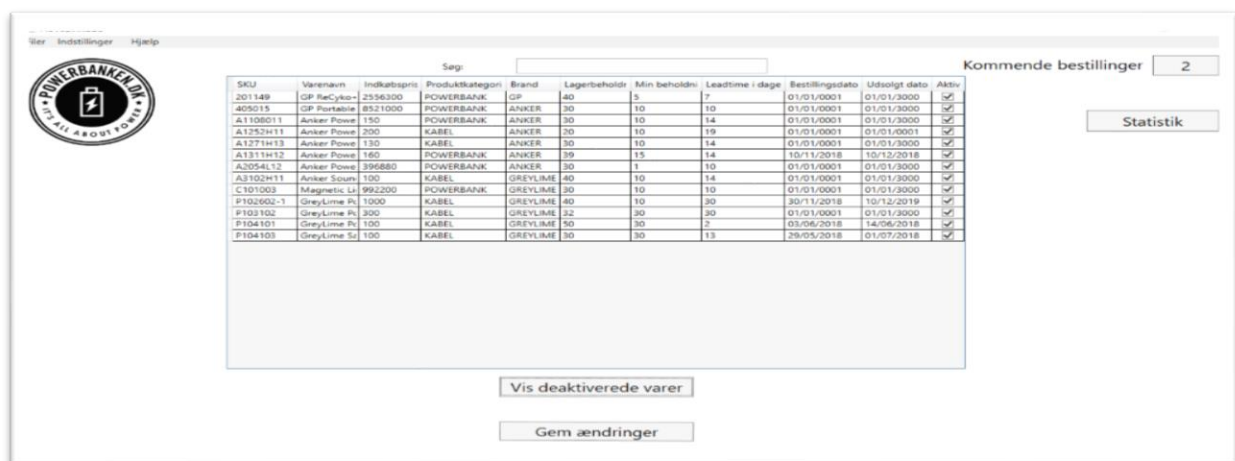 Indstillinger Hjælp
POWERBANKEN.DK
IT'S ALL ABOUT POWER
Søg:
Kommende bestillinger 2
Statistik
SKU Varenavn Indkøbspris Produktkategori Brand Lagerbeholdr Min beholdni Leadtime i dage Bestillingsdato Udsolgt dato Aktiv
201149 GP ReCyko+ 2556300 POWERBANK GP 40 5 7 01/01/0001 01/01/3000
405015 GP Portable 8521000 POWERBANK ANKER 30 10 10 01/01/0001 01/01/3000
A1108011 Anker Powe 150 POWERBANK ANKER 30 10 14 01/01/0001 01/01/3000
A1252H11 Anker Powe 200 KABEL ANKER 20 10 19 01/01/0001 01/01/0001
A1271H13 Anker Powe 130 KABEL ANKER 30 10 14 01/01/0001 01/01/3000
A1311H12 Anker Powe 160 POWERBANK ANKER 39 15 14 10/11/2018 10/12/2018
A2054L12 Anker Powe 396880 POWERBANK ANKER 30 1 10 01/01/0001 01/01/3000
A3102H11 Anker Soun 100 KABEL GREYLIME 40 10 14 01/01/0001 01/01/3000
C101003 Magnetic Li 992200 POWERBANK GREYLIME 30 10 10 01/01/0001 01/01/3000
P102602-1 GreyLime Pc 1000 KABEL GREYLIME 40 10 30 30/11/2018 10/12/2019
P103102 GreyLime Pc 300 KABEL GREYLIME 32 30 30 01/01/0001 01/01/3000
P104101 GreyLime Pc 100 KABEL GREYLIME 50 30 2 03/06/2018 14/06/2018
P104103 GreyLime Sa 100 KABEL GREYLIME 30 30 13 29/05/2018 01/07/2018
Vis deaktiverede varer
Gem ændringer